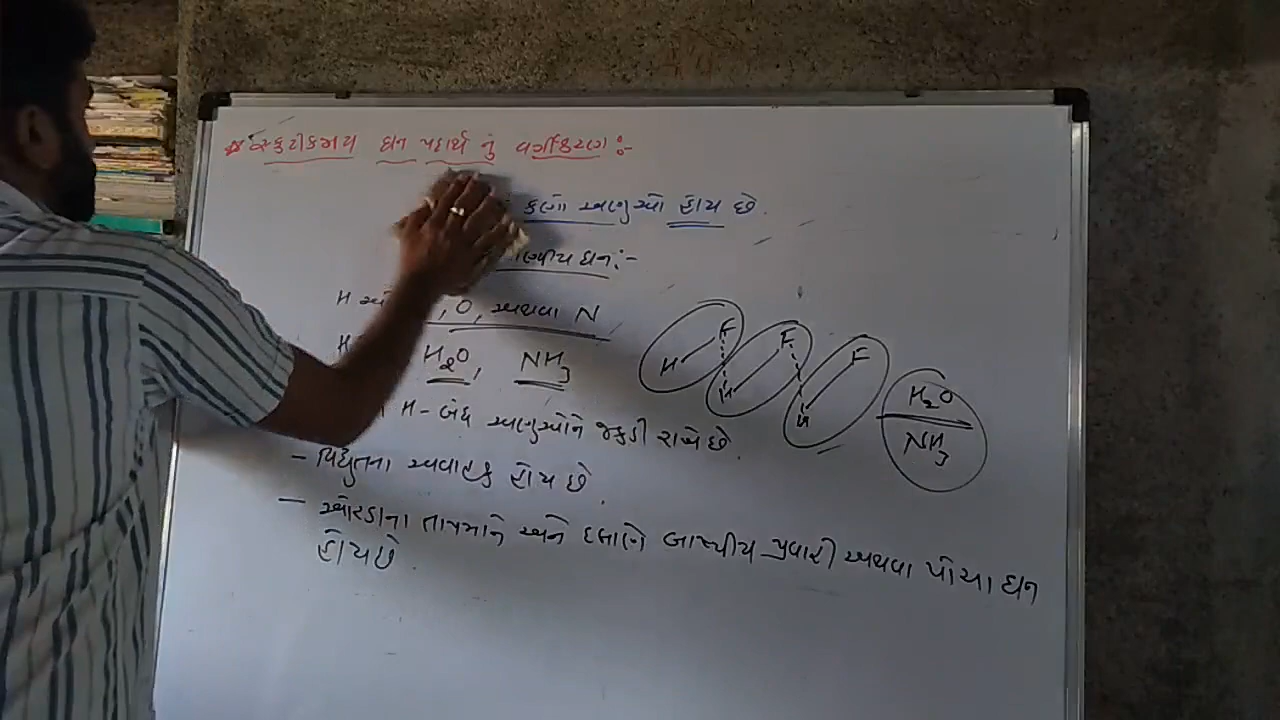 * સ્ફટીકમય ઘન પદાર્થ નું વર્ગીકરણ :-
કણો અણુઓ હોય છે.
ઘન :-
H , O, અથવા N
H₂O, NH₃
H - બંધ અણુઓને જકડી રાખે છે.
- વિદ્યુતના અવાહક હોય છે.
- ઓરડાના તાપમાને અને દબાણે બાષ્પીય પ્રવાહી અથવા પોચા ઘન
હોય છે.
F F F
H H H
H₂O
NH₃